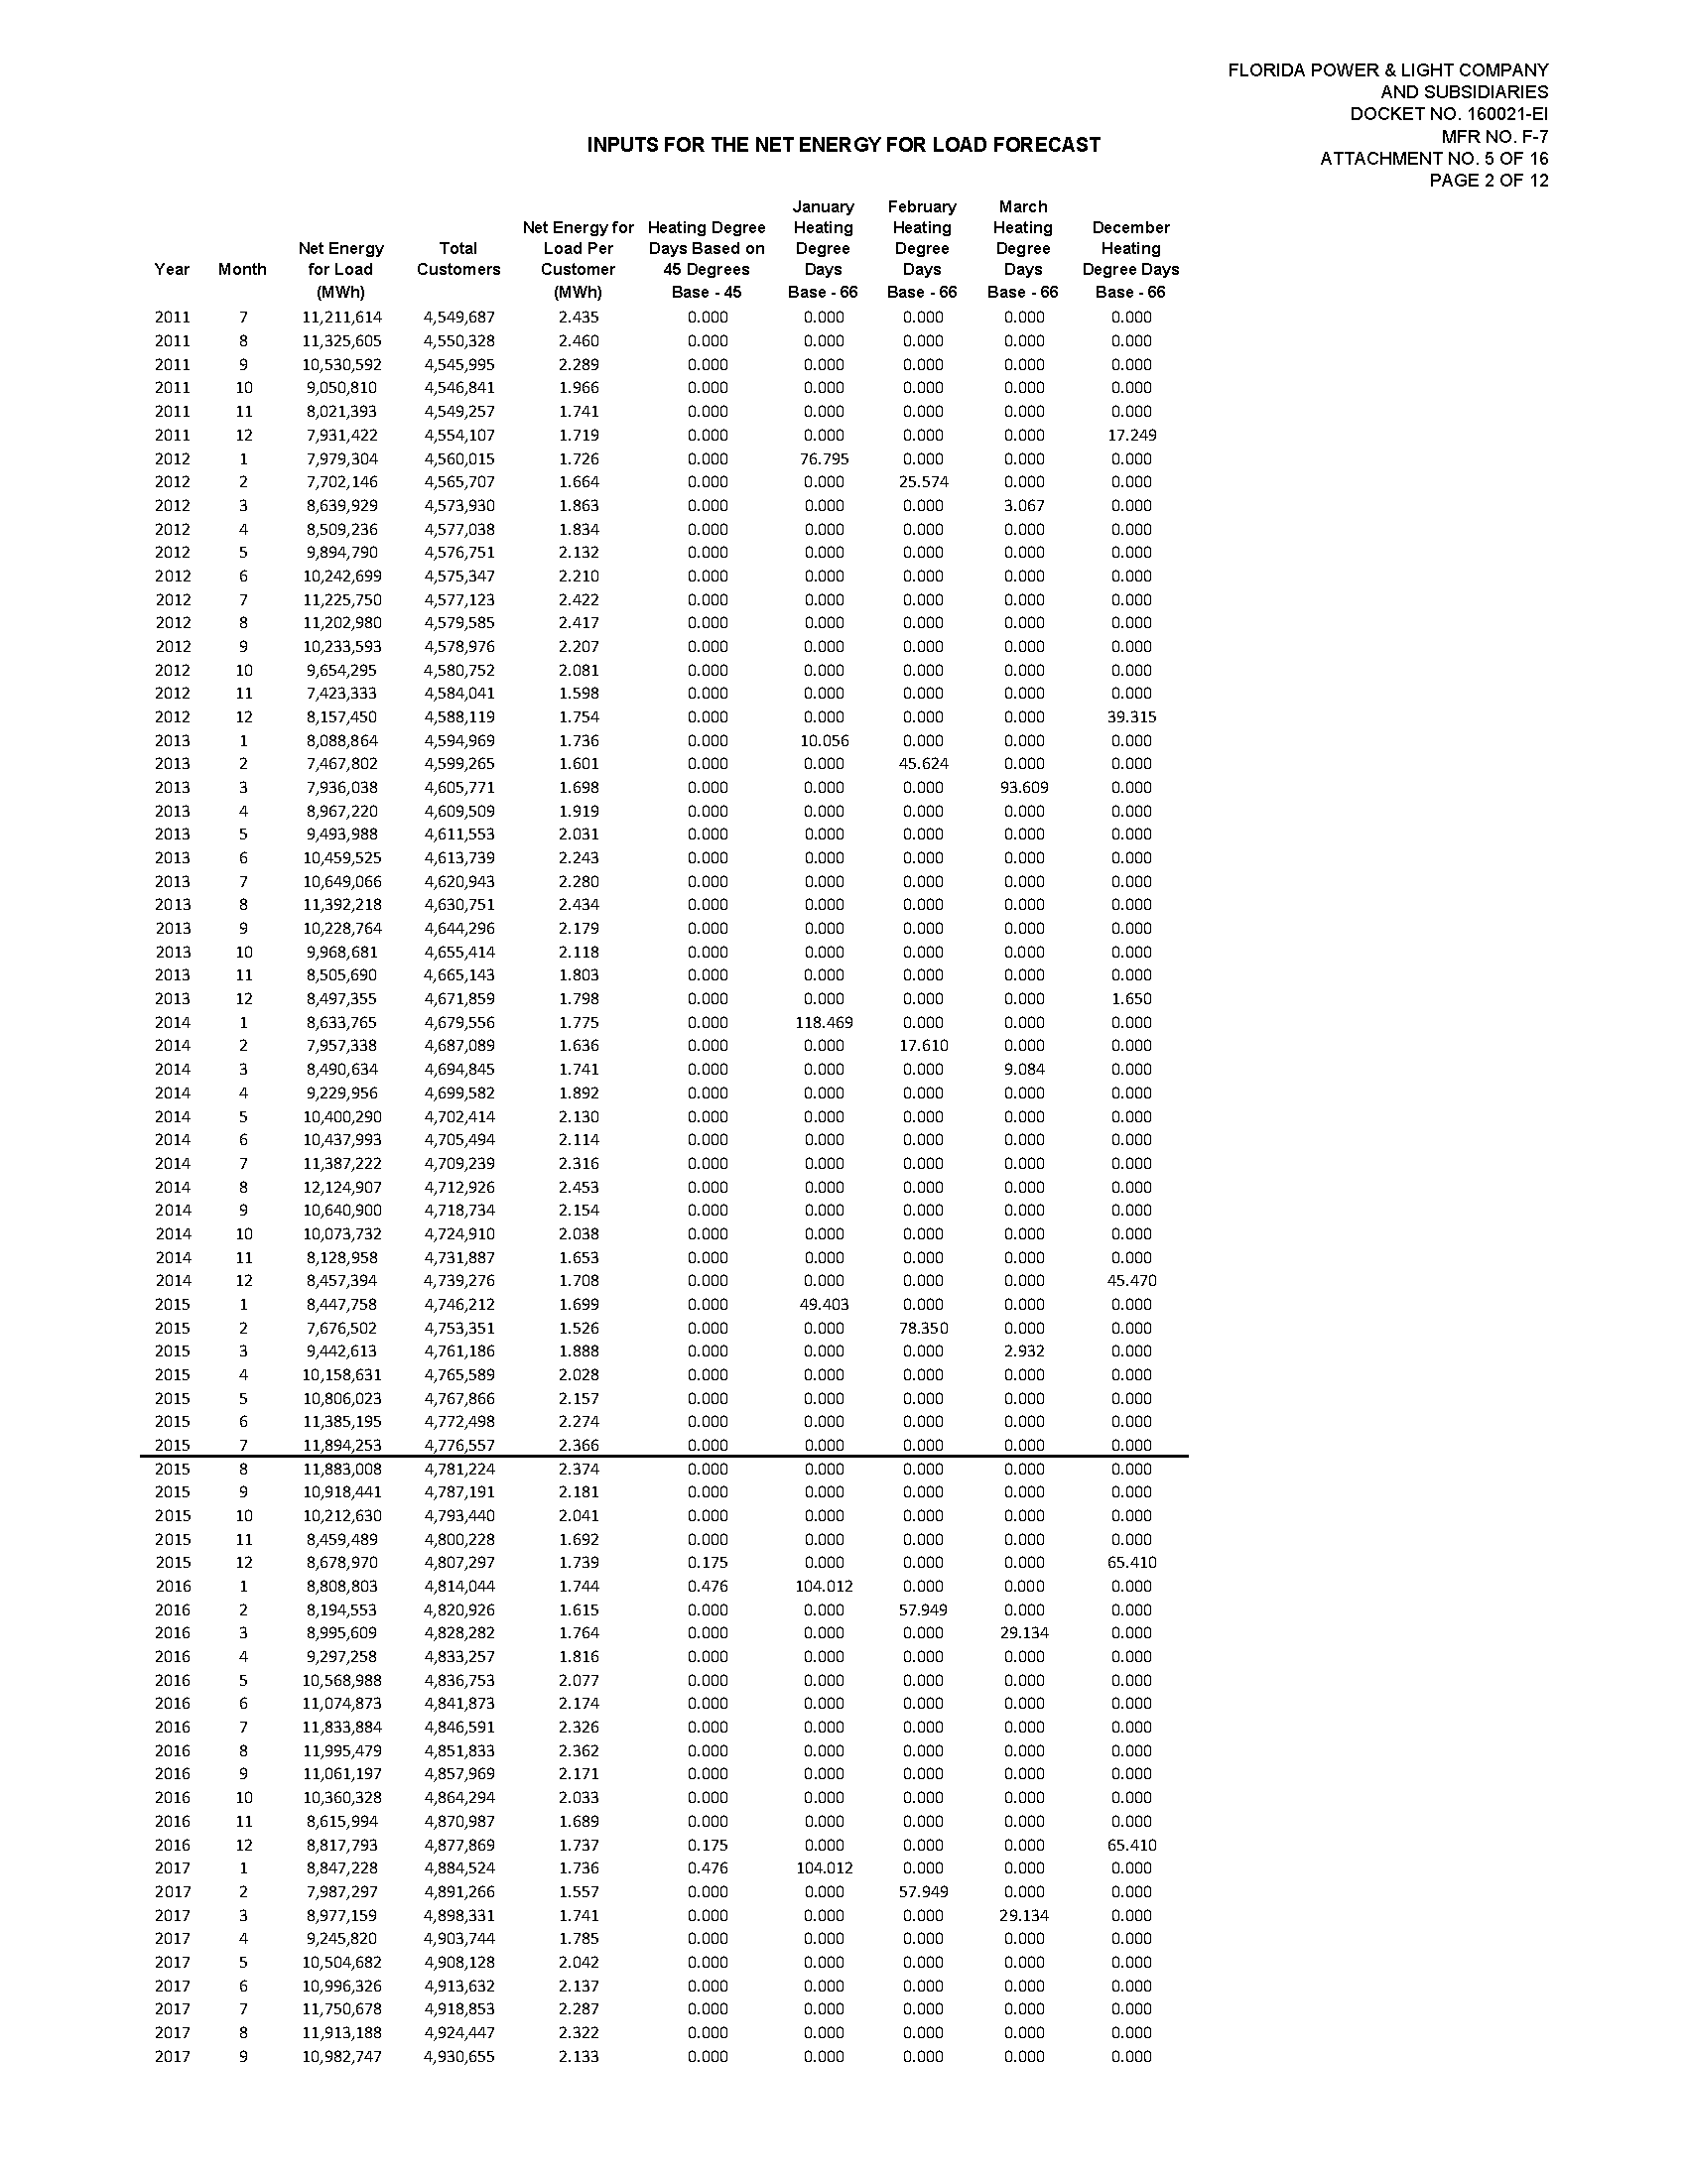 FLORIDA POWER & LIGHT COMPANY
AND SUBSIDIARIES
DOCKET NO. 160021-EI
MFR NO. F-7
ATTACHMENT NO. 5 OF 16
PAGE 2 OF 12
INPUTS FOR THE NET ENERGY FOR LOAD FORECAST
January February March
Net Energy for Heating Degree Heating Heating Heating December
Net Energy Total Load Per Days Based on Degree Degree Degree Heating
Year Month for Load Customers Customer 45 Degrees Days Days Days Degree Days
(MWh) (MWh) Base - 45 Base - 66 Base - 66 Base - 66 Base - 66
2011 7 11,211,614 4,549,687 2.435 0.000 0.000 0.000 0.000 0.000
2011 8 11,325,605 4,550,328 2.460 0.000 0.000 0.000 0.000 0.000
2011 9 10,530,592 4,545,995 2.289 0.000 0.000 0.000 0.000 0.000
2011 10 9,050,810 4,546,841 1.966 0.000 0.000 0.000 0.000 0.000
2011 11 8,021,393 4,549,257 1.741 0.000 0.000 0.000 0.000 0.000
2011 12 7,931,422 4,554,107 1.719 0.000 0.000 0.000 0.000 17.249
2012 1 7,979,304 4,560,015 1.726 0.000 76.795 0.000 0.000 0.000
2012 2 7,702,146 4,565,707 1.664 0.000 0.000 25.574 0.000 0.000
2012 3 8,639,929 4,573,930 1.863 0.000 0.000 0.000 3.067 0.000
2012 4 8,509,236 4,577,038 1.834 0.000 0.000 0.000 0.000 0.000
2012 5 9,894,790 4,576,751 2.132 0.000 0.000 0.000 0.000 0.000
2012 6 10,242,699 4,575,347 2.210 0.000 0.000 0.000 0.000 0.000
2012 7 11,225,750 4,577,123 2.422 0.000 0.000 0.000 0.000 0.000
2012 8 11,202,980 4,579,585 2.417 0.000 0.000 0.000 0.000 0.000
2012 9 10,233,593 4,578,976 2.207 0.000 0.000 0.000 0.000 0.000
2012 10 9,654,295 4,580,752 2.081 0.000 0.000 0.000 0.000 0.000
2012 11 7,423,333 4,584,041 1.598 0.000 0.000 0.000 0.000 0.000
2012 12 8,157,450 4,588,119 1.754 0.000 0.000 0.000 0.000 39.315
2013 1 8,088,864 4,594,969 1.736 0.000 10.056 0.000 0.000 0.000
2013 2 7,467,802 4,599,265 1.601 0.000 0.000 45.624 0.000 0.000
2013 3 7,936,038 4,605,771 1.698 0.000 0.000 0.000 93.609 0.000
2013 4 8,967,220 4,609,509 1.919 0.000 0.000 0.000 0.000 0.000
2013 5 9,493,988 4,611,553 2.031 0.000 0.000 0.000 0.000 0.000
2013 6 10,459,525 4,613,739 2.243 0.000 0.000 0.000 0.000 0.000
2013 7 10,649,066 4,620,943 2.280 0.000 0.000 0.000 0.000 0.000
2013 8 11,392,218 4,630,751 2.434 0.000 0.000 0.000 0.000 0.000
2013 9 10,228,764 4,644,296 2.179 0.000 0.000 0.000 0.000 0.000
2013 10 9,968,681 4,655,414 2.118 0.000 0.000 0.000 0.000 0.000
2013 11 8,505,690 4,665,143 1.803 0.000 0.000 0.000 0.000 0.000
2013 12 8,497,355 4,671,859 1.798 0.000 0.000 0.000 0.000 1.650
2014 1 8,633,765 4,679,556 1.775 0.000 118.469 0.000 0.000 0.000
2014 2 7,957,338 4,687,089 1.636 0.000 0.000 17.610 0.000 0.000
2014 3 8,490,634 4,694,845 1.741 0.000 0.000 0.000 9.084 0.000
2014 4 9,229,956 4,699,582 1.892 0.000 0.000 0.000 0.000 0.000
2014 5 10,400,290 4,702,414 2.130 0.000 0.000 0.000 0.000 0.000
2014 6 10,437,993 4,705,494 2.114 0.000 0.000 0.000 0.000 0.000
2014 7 11,387,222 4,709,239 2.316 0.000 0.000 0.000 0.000 0.000
2014 8 12,124,907 4,712,926 2.453 0.000 0.000 0.000 0.000 0.000
2014 9 10,640,900 4,718,734 2.154 0.000 0.000 0.000 0.000 0.000
2014 10 10,073,732 4,724,910 2.038 0.000 0.000 0.000 0.000 0.000
2014 11 8,128,958 4,731,887 1.653 0.000 0.000 0.000 0.000 0.000
2014 12 8,457,394 4,739,276 1.708 0.000 0.000 0.000 0.000 45.470
2015 1 8,447,758 4,746,212 1.699 0.000 49.403 0.000 0.000 0.000
2015 2 7,676,502 4,753,351 1.526 0.000 0.000 78.350 0.000 0.000
2015 3 9,442,613 4,761,186 1.888 0.000 0.000 0.000 2.932 0.000
2015 4 10,158,631 4,765,589 2.028 0.000 0.000 0.000 0.000 0.000
2015 5 10,806,023 4,767,866 2.157 0.000 0.000 0.000 0.000 0.000
2015 6 11,385,195 4,772,498 2.274 0.000 0.000 0.000 0.000 0.000
2015 7 11,894,253 4,776,557 2.366 0.000 0.000 0.000 0.000 0.000
2015 8 11,883,008 4,781,224 2.374 0.000 0.000 0.000 0.000 0.000
2015 9 10,918,441 4,787,191 2.181 0.000 0.000 0.000 0.000 0.000
2015 10 10,212,630 4,793,440 2.041 0.000 0.000 0.000 0.000 0.000
2015 11 8,459,489 4,800,228 1.692 0.000 0.000 0.000 0.000 0.000
2015 12 8,678,970 4,807,297 1.739 0.175 0.000 0.000 0.000 65.410
2016 1 8,808,803 4,814,044 1.744 0.476 104.012 0.000 0.000 0.000
2016 2 8,194,553 4,820,926 1.615 0.000 0.000 57.949 0.000 0.000
2016 3 8,995,609 4,828,282 1.764 0.000 0.000 0.000 29.134 0.000
2016 4 9,297,258 4,833,257 1.816 0.000 0.000 0.000 0.000 0.000
2016 5 10,568,988 4,836,753 2.077 0.000 0.000 0.000 0.000 0.000
2016 6 11,074,873 4,841,873 2.174 0.000 0.000 0.000 0.000 0.000
2016 7 11,833,884 4,846,591 2.326 0.000 0.000 0.000 0.000 0.000
2016 8 11,995,479 4,851,833 2.362 0.000 0.000 0.000 0.000 0.000
2016 9 11,061,197 4,857,969 2.171 0.000 0.000 0.000 0.000 0.000
2016 10 10,360,328 4,864,294 2.033 0.000 0.000 0.000 0.000 0.000
2016 11 8,615,994 4,870,987 1.689 0.000 0.000 0.000 0.000 0.000
2016 12 8,817,793 4,877,869 1.737 0.175 0.000 0.000 0.000 65.410
2017 1 8,847,228 4,884,524 1.736 0.476 104.012 0.000 0.000 0.000
2017 2 7,987,297 4,891,266 1.557 0.000 0.000 57.949 0.000 0.000
2017 3 8,977,159 4,898,331 1.741 0.000 0.000 0.000 29.134 0.000
2017 4 9,245,820 4,903,744 1.785 0.000 0.000 0.000 0.000 0.000
2017 5 10,504,682 4,908,128 2.042 0.000 0.000 0.000 0.000 0.000
2017 6 10,996,326 4,913,632 2.137 0.000 0.000 0.000 0.000 0.000
2017 7 11,750,678 4,918,853 2.287 0.000 0.000 0.000 0.000 0.000
2017 8 11,913,188 4,924,447 2.322 0.000 0.000 0.000 0.000 0.000
2017 9 10,982,747 4,930,655 2.133 0.000 0.000 0.000 0.000 0.000